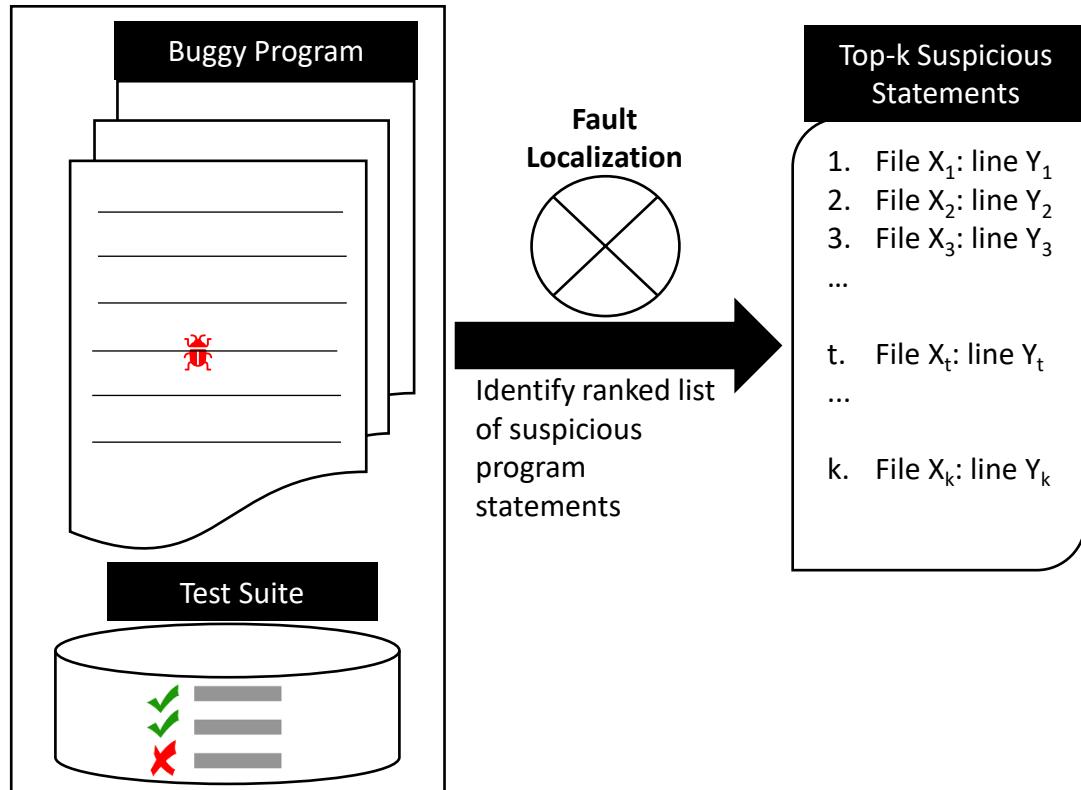 Buggy Program
Test Suite
Fault
Localization
Identify ranked list
of suspicious
program
statements
Top-k Suspicious
Statements
1. File X₁: line Y₁
2. File X₂: line Y₂
3. File X₃: line Y₃
...
t. File Xₜ: line Yₜ
...
k. File Xₖ: line Yₖ